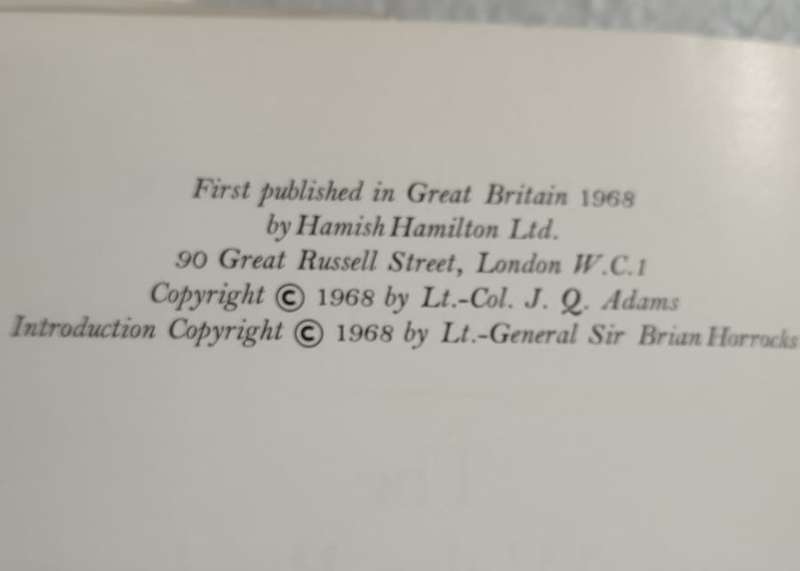 First published in Great Britain 1968
by Hamish Hamilton Ltd.
90 Great Russell Street, London W.C.1
Copyright © 1968 by Lt.-Col. J. Q. Adams
Introduction Copyright © 1968 by Lt.-General Sir Brian Horrocks